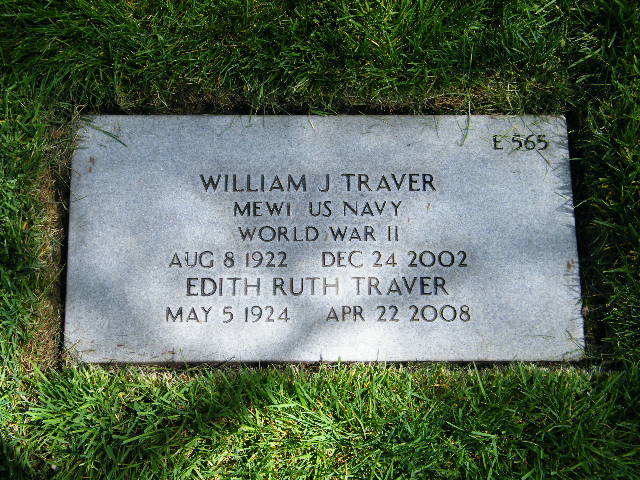 E 565
WILLIAM J TRAVER
MEW1 US NAVY
WORLD WAR II
AUG 8 1922 DEC 24 2002
EDITH RUTH TRAVER
MAY 5 1924 APR 22 2008